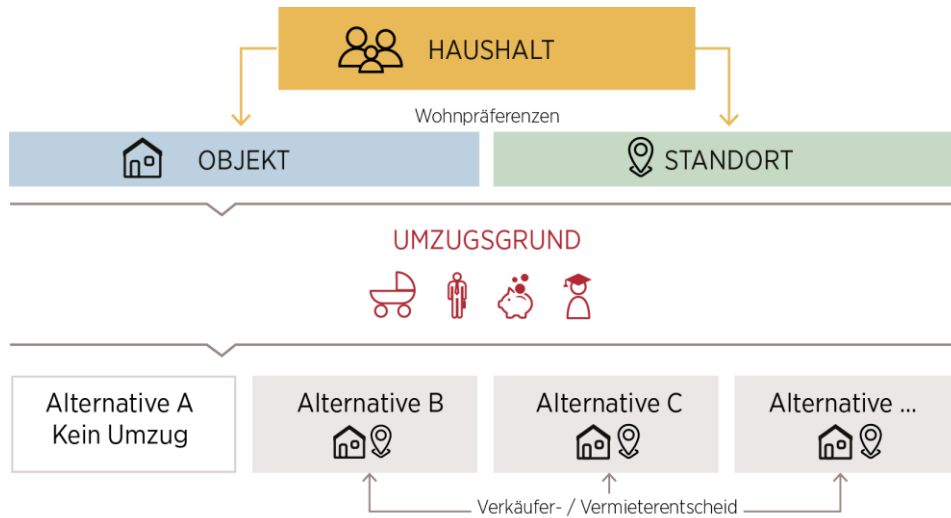 HAUSHALT
Wohnpräferenzen
OBJEKT
STANDORT
UMZUGSGRUND
Alternative A
Kein Umzug
Alternative B
Alternative C
Alternative ...
Verkäufer- / Vermieterentscheid